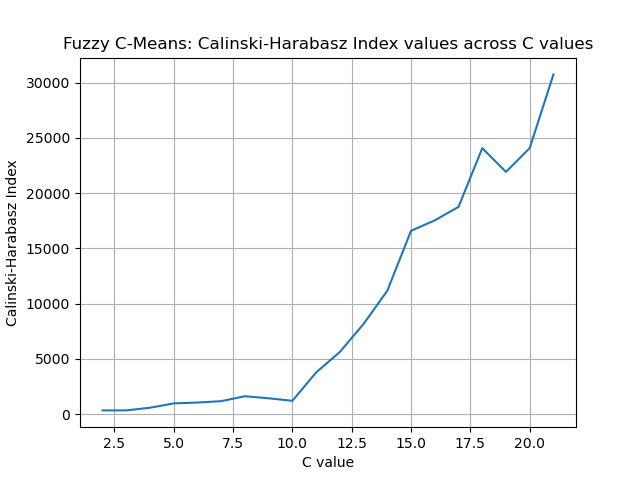 Fuzzy C-Means: Calinski-Harabasz Index values across C values
30000
25000
20000
15000
10000
5000
0
Calinski-Harabasz Index
2.5 5.0 7.5 10.0 12.5 15.0 17.5 20.0
C value